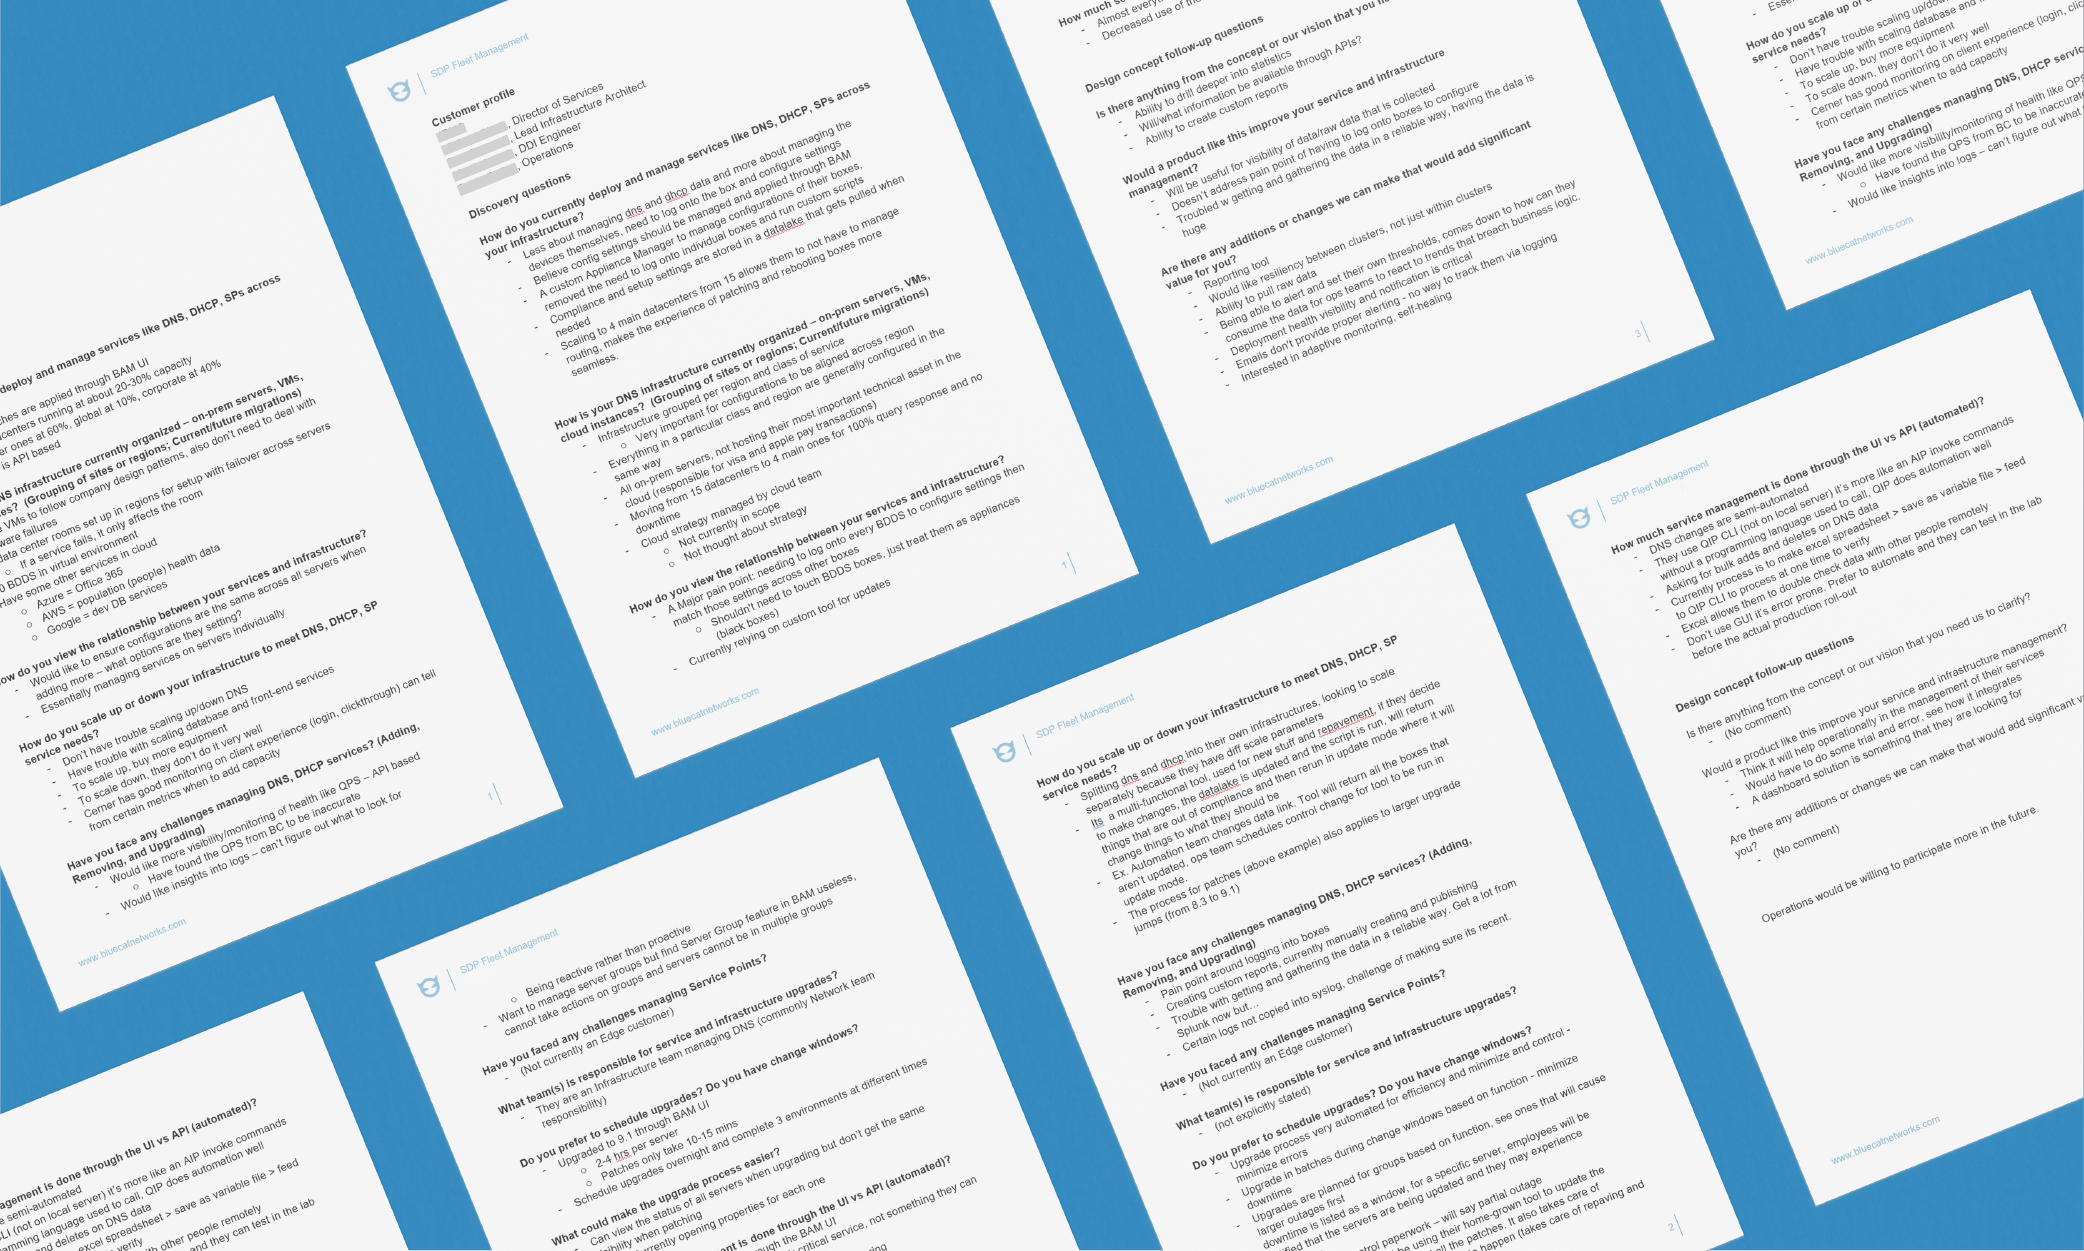 deploy and manage services like DNS, DHCP, SPs across
ches are applied through BAM UI
acenters running at about 20-30% capacity
er ones at 60%, global at 10%, corporate at 40%
is API based
NS infrastructure currently organized – on-prem servers, VMs,
es? (Grouping of sites or regions; Current/future migrations)
VMs to follow company design patterns, also don't need to deal with
ware failures
data center rooms set up in regions for setup with failover across servers
○ If a service fails, it only affects the room
0 BDDS in virtual environment
Have some other services in cloud
○ Azure = Office 365
○ AWS = population (people) health data
○ Google = dev DB services
ow do you view the relationship between your services and infrastructure?
- Would like to ensure configurations are the same across all servers when
adding more – what options are they setting?
- Essentially managing services on servers individually
How do you scale up or down your infrastructure to meet DNS, DHCP, SP
service needs?
- Don't have trouble scaling up/down DNS
- Have trouble with scaling database and front-end services
- To scale up, buy more equipment
- To scale down, they don't do it very well
- Cerner has good monitoring on client experience (login, clickthrough) can tell
from certain metrics when to add capacity
Have you face any challenges managing DNS, DHCP services? (Adding,
Removing, and Upgrading)
- Would like more visibility/monitoring of health like QPS – API based
○ Have found the QPS from BC to be inaccurate
- Would like insights into logs – can't figure out what to look for
1
www.bluecatnetworks.com
SDP Fleet Management
Customer profile
, Director of Services
, Lead Infrastructure Architect
, DDI Engineer
, Operations
Discovery questions
How do you currently deploy and manage services like DNS, DHCP, SPs across
your infrastructure?
- Less about managing dns and dhcp data and more about managing the
devices themselves, need to log onto the box and configure settings
- Believe config settings should be managed and applied through BAM
- A custom Appliance Manager to manage configurations of their boxes,
removed the need to log onto individual boxes and run custom scripts
- Compliance and setup settings are stored in a datalake that gets pulled when
needed
- Scaling to 4 main datacenters from 15 allows them to not have to manage
routing, makes the experience of patching and rebooting boxes more
seamless.
How is your DNS infrastructure currently organized – on-prem servers, VMs,
cloud instances? (Grouping of sites or regions; Current/future migrations)
- Infrastructure grouped per region and class of service
○ Very important for configurations to be aligned across region
- Everything in a particular class and region are generally configured in the
same way
- All on-prem servers, not hosting their most important technical asset in the
cloud (responsible for visa and apple pay transactions)
- Moving from 15 datacenters to 4 main ones for 100% query response and no
downtime
- Cloud strategy managed by cloud team
○ Not currently in scope
○ Not thought about strategy
How do you view the relationship between your services and infrastructure?
- A Major pain point: needing to log onto every BDDS to configure settings then
match those settings across other boxes
○ Shouldn't need to touch BDDS boxes, just treat them as appliances
(black boxes)
- Currently relying on custom tool for updates
1
www.bluecatnetworks.com
How much se
- Almost everyt
- Decreased use of the
Design concept follow-up questions
Is there anything from the concept or our vision that you ne
- Ability to drill deeper into statistics
- Will/what information be available through APIs?
- Ability to create custom reports
Would a product like this improve your service and infrastructure
management?
- Will be useful for visibility of data/raw data that is collected
- Doesn't address pain point of having to log onto boxes to configure
- Troubled w getting and gathering the data in a reliable way, having the data is
huge
Are there any additions or changes we can make that would add significant
value for you?
- Reporting tool
- Would like resiliency between clusters, not just within clusters
- Ability to pull raw data
- Being able to alert and set their own thresholds, comes down to how can they
consume the data for ops teams to react to trends that breach business logic.
- Deployment health visibility and notification is critical
- Emails don't provide proper alerting - no way to track them via logging
- Interested in adaptive monitoring, self-healing
3
www.bluecatnetworks.com
- Esse
How do you scale up or d
service needs?
- Don't have trouble scaling up/dow
- Have trouble with scaling database and
- To scale up, buy more equipment
- To scale down, they don't do it very well
- Cerner has good monitoring on client experience (login, clic
from certain metrics when to add capacity
Have you face any challenges managing DNS, DHCP servic
Removing, and Upgrading)
- Would like more visibility/monitoring of health like QPS
○ Have found the QPS from BC to be inaccurate
- Would like insights into logs – can't figure out what
www.bluecatnetworks.com
agement is done through the UI vs API (automated)?
e semi-automated
LI (not on local server) it's more like an AIP invoke commands
ramming language used to call, QIP does automation well
and deletes on DNS data
excel spreadsheet > save as variable file > feed
verify
th other people remotely
and they can test in the lab
SDP Fleet Management
○ Being reactive rather than proactive
- Want to manage server groups but find Server Group feature in BAM useless,
cannot take actions on groups and servers cannot be in multiple groups
Have you faced any challenges managing Service Points?
- (Not currently an Edge customer)
What team(s) is responsible for service and infrastructure upgrades?
- They are an Infrastructure team managing DNS (commonly Network team
responsibility)
Do you prefer to schedule upgrades? Do you have change windows?
- Upgraded to 9.1 through BAM UI
○ 2-4 hrs per server
○ Patches only take 10-15 mins
- Schedule upgrades overnight and complete 3 environments at different times
What could make the upgrade process easier?
- Can view the status of all servers when upgrading but don't get the same
sibility when patching
urrently opening properties for each one
nt is done through the UI vs API (automated)?
ough the BAM UI
critical service, not something they can
SDP Fleet Management
How do you scale up or down your infrastructure to meet DNS, DHCP, SP
service needs?
- Splitting dns and dhcp into their own infrastructures, looking to scale
separately because they have diff scale parameters
- Its a multi-functional tool, used for new stuff and repavement, if they decide
to make changes, the datalake is updated and the script is run, will return
things that are out of compliance and then rerun in update mode where it will
change things to what they should be
- Ex. Automation team changes data link. Tool will return all the boxes that
aren't updated, ops team schedules control change for tool to be run in
update mode.
- The process for patches (above example) also applies to larger upgrade
jumps (from 8.3 to 9.1)
Have you face any challenges managing DNS, DHCP services? (Adding,
Removing, and Upgrading)
- Pain point around logging into boxes
- Creating custom reports, currently manually creating and publishing
- Trouble with getting and gathering the data in a reliable way. Get a lot from
Splunk now but...
- Certain logs not copied into syslog, challenge of making sure its recent.
Have you faced any challenges managing Service Points?
- (Not currently an Edge customer)
What team(s) is responsible for service and infrastructure upgrades?
- (not explicitly stated)
Do you prefer to schedule upgrades? Do you have change windows?
- Upgrade process very automated for efficiency and minimize and control -
minimize errors
- Upgrade in batches during change windows based on function - minimize
downtime
- Upgrades are planned for groups based on function, see ones that will cause
larger outages first
downtime is listed as a window, for a specific server, employees will be
ified that the servers are being updated and they may experience
ntrol paperwork – will say partial outage
be using their home-grown tool to update the
ll the patches. It also takes care of
happen (takes care of repaving and
2
SDP Fleet Management
How much service management is done through the UI vs API (automated)?
- DNS changes are semi-automated
- They use QIP CLI (not on local server) it's more like an AIP invoke commands
without a programming language used to call, QIP does automation well
- Asking for bulk adds and deletes on DNS data
- Currently process is to make excel spreadsheet > save as variable file > feed
to QIP CLI to process at one time to verify
- Excel allows them to double check data with other people remotely
- Don't use GUI it's error prone. Prefer to automate and they can test in the lab
before the actual production roll-out
Design concept follow-up questions
Is there anything from the concept or our vision that you need us to clarify?
- (No comment)
Would a product like this improve your service and infrastructure management?
- Think it will help operationally in the management of their services
- Would have to do some trial and error, see how it integrates
- A dashboard solution is something that they are looking for
Are there any additions or changes we can make that would add significant v
you?
- (No comment)
Operations would be willing to participate more in the future.
www.bluecatnetworks.com